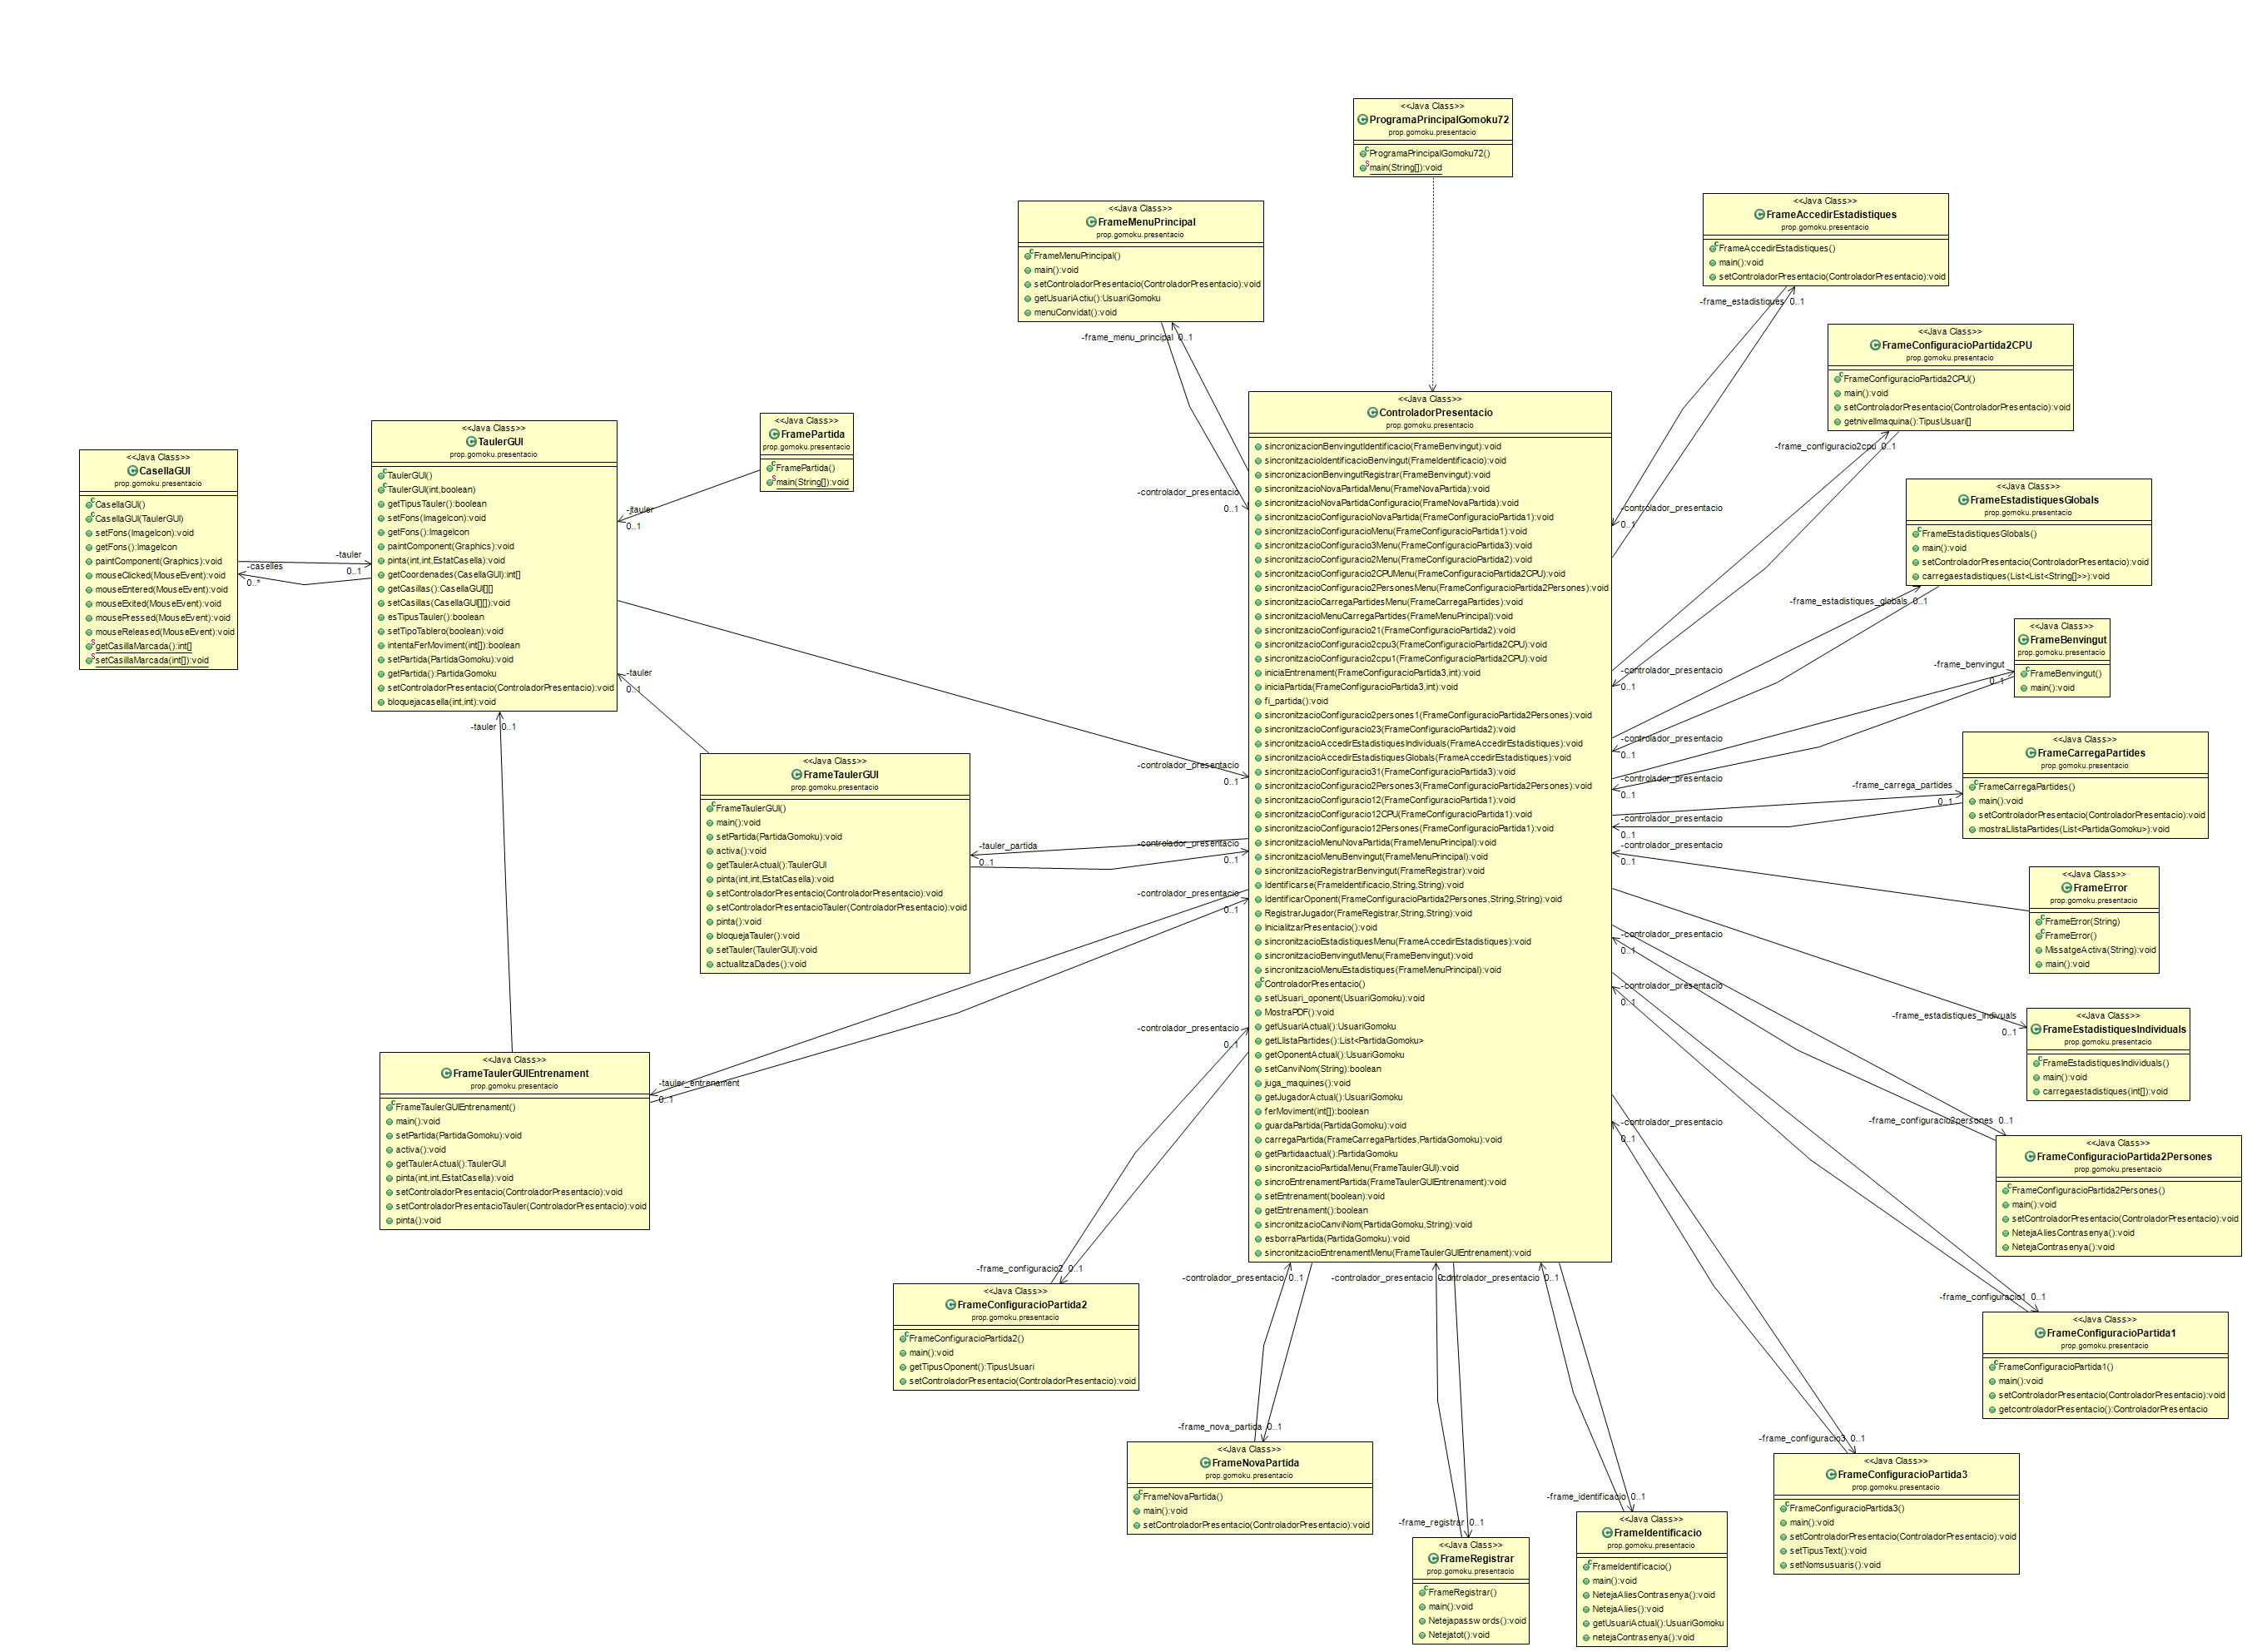 <<Java Class>>
ProgramaPrincipalGomoku72
prop.gomoku.presentacio
ProgramaPrincipalGomoku72()
main(String[]):void
<<Java Class>>
FrameMenuPrincipal
prop.gomoku.presentacio
FrameMenuPrincipal()
main():void
setControladorPresentacio(ControladorPresentacio):void
getUsuariActiu():UsuariGomoku
menuConvidat():void
-frame_menu_principal 0..1
-controlador_presentacio
0..1
<<Java Class>>
FrameAccedirEstadistiques
prop.gomoku.presentacio
FrameAccedirEstadistiques()
main():void
setControladorPresentacio(ControladorPresentacio):void
-frame_estadistiques 0..1
-controlador_presentacio
0..1
<<Java Class>>
FrameConfiguracioPartida2CPU
prop.gomoku.presentacio
FrameConfiguracioPartida2CPU()
main():void
setControladorPresentacio(ControladorPresentacio):void
getnivellmaquina():TipusUsuari[]
-frame_configuracio2cpu 0..1
-controlador_presentacio
0..1
<<Java Class>>
CasellaGUI
prop.gomoku.presentacio
CasellaGUI()
CasellaGUI(TaulerGUI)
setFons(ImageIcon):void
getFons():ImageIcon
paintComponent(Graphics):void
mouseClicked(MouseEvent):void
mouseEntered(MouseEvent):void
mouseExited(MouseEvent):void
mousePressed(MouseEvent):void
mouseReleased(MouseEvent):void
getCasillaMarcada():int[]
setCasillaMarcada(int[]):void
-tauler
0..1
-caselles
0..*
<<Java Class>>
TaulerGUI
prop.gomoku.presentacio
TaulerGUI()
TaulerGUI(int,boolean)
getTipusTauler():boolean
setFons(ImageIcon):void
getFons():ImageIcon
paintComponent(Graphics):void
pinta(int,int,EstatCasella):void
getCoordenades(CasellaGUI):int[]
getCasillas():CasellaGUI[][]
setCasillas(CasellaGUI[][]):void
esTipusTauler():boolean
setTipoTablero(boolean):void
intentaFerMoviment(int[]):boolean
setPartida(PartidaGomoku):void
getPartida():PartidaGomoku
setControladorPresentacio(ControladorPresentacio):void
bloquejacasella(int,int):void
<<Java Class>>
FramePartida
prop.gomoku.presentacio
FramePartida()
main(String[]):void
-jtauler
0..1
-tauler
0..1
-tauler 0..1
-controlador_presentacio
0..1
<<Java Class>>
ControladorPresentacio
prop.gomoku.presentacio
sincronizacionBenvingutIdentificacio(FrameBenvingut):void
sincronitzacioIdentificacioBenvingut(FrameIdentificacio):void
sincronizacionBenvingutRegistrar(FrameBenvingut):void
sincronitzacioNovaPartidaMenu(FrameNovaPartida):void
sincronitzacioNovaPartidaConfiguracio(FrameNovaPartida):void
sincronitzacioConfiguracioNovaPartida(FrameConfiguracioPartida1):void
sincronitzacioConfiguracioMenu(FrameConfiguracioPartida1):void
sincronitzacioConfiguracio3Menu(FrameConfiguracioPartida3):void
sincronitzacioConfiguracio2Menu(FrameConfiguracioPartida2):void
sincronitzacioConfiguracio2CPUMenu(FrameConfiguracioPartida2CPU):void
sincronitzacioConfiguracio2PersonesMenu(FrameConfiguracioPartida2Persones):void
sincronitzacioCarregaPartidesMenu(FrameCarregaPartides):void
sincronitzacioMenuCarregaPartides(FrameMenuPrincipal):void
sincronitzacioConfiguracio21(FrameConfiguracioPartida2):void
sincronitzacioConfiguracio2cpu3(FrameConfiguracioPartida2CPU):void
sincronitzacioConfiguracio2cpu1(FrameConfiguracioPartida2CPU):void
iniciaEntrenament(FrameConfiguracioPartida3,int):void
iniciaPartida(FrameConfiguracioPartida3,int):void
fi_partida():void
sincronitzacioConfiguracio2persones1(FrameConfiguracioPartida2Persones):void
sincronitzacioConfiguracio23(FrameConfiguracioPartida2):void
sincronitzacioAccedirEstadistiquesIndividuals(FrameAccedirEstadistiques):void
sincronitzacioAccedirEstadistiquesGlobals(FrameAccedirEstadistiques):void
sincronitzacioConfiguracio31(FrameConfiguracioPartida3):void
sincronitzacioConfiguracio2Persones3(FrameConfiguracioPartida2Persones):void
sincronitzacioConfiguracio12(FrameConfiguracioPartida1):void
sincronitzacioConfiguracio12CPU(FrameConfiguracioPartida1):void
sincronitzacioConfiguracio12Persones(FrameConfiguracioPartida1):void
sincronitzacioMenuNovaPartida(FrameMenuPrincipal):void
sincronitzacioMenuBenvingut(FrameMenuPrincipal):void
sincronitzacioRegistrarBenvingut(FrameRegistrar):void
Identificarse(FrameIdentificacio,String,String):void
IdentificarOponent(FrameConfiguracioPartida2Persones,String,String):void
RegistrarJugador(FrameRegistrar,String,String):void
InicialitzarPresentacio():void
sincronitzacioEstadistiquesMenu(FrameAccedirEstadistiques):void
sincronitzacioBenvingutMenu(FrameBenvingut):void
sincronitzacioMenuEstadistiques(FrameMenuPrincipal):void
ControladorPresentacio()
setUsuari_oponent(UsuariGomoku):void
MostraPDF():void
getUsuariActual():UsuariGomoku
getLlistaPartides():List<PartidaGomoku>
getOponentActual():UsuariGomoku
setCanviNom(String):boolean
juga_maquines():void
getJugadorActual():UsuariGomoku
ferMoviment(int[]):boolean
guardaPartida(PartidaGomoku):void
carregaPartida(FrameCarregaPartides,PartidaGomoku):void
getPartidaactual():PartidaGomoku
sincronitzacioPartidaMenu(FrameTaulerGUI):void
sincroEntrenamentPartida(FrameTaulerGUIEntrenament):void
setEntrenament(boolean):void
getEntrenament():boolean
sincronitzacioCanviNom(PartidaGomoku,String):void
esborraPartida(PartidaGomoku):void
sincronitzacioEntrenamentMenu(FrameTaulerGUIEntrenament):void
<<Java Class>>
FrameEstadistiquesGlobals
prop.gomoku.presentacio
FrameEstadistiquesGlobals()
main():void
setControladorPresentacio(ControladorPresentacio):void
carregaestadistiques(List<List<String[]>>):void
-frame_estadistiques_globals 0..1
-controlador_presentacio
0..1
<<Java Class>>
FrameBenvingut
prop.gomoku.presentacio
FrameBenvingut()
main():void
-frame_benvingut
0..1
-controlador_presentacio
0..1
<<Java Class>>
FrameCarregaPartides
prop.gomoku.presentacio
FrameCarregaPartides()
main():void
setControladorPresentacio(ControladorPresentacio):void
mostraLlistaPartides(List<PartidaGomoku>):void
-frame_carrega_partides
0..1
-controlador_presentacio
0..1
<<Java Class>>
FrameTaulerGUI
prop.gomoku.presentacio
FrameTaulerGUI()
main():void
setPartida(PartidaGomoku):void
activa():void
getTaulerActual():TaulerGUI
pinta(int,int,EstatCasella):void
setControladorPresentacio(ControladorPresentacio):void
setControladorPresentacioTauler(ControladorPresentacio):void
pinta():void
bloquejaTauler():void
setTauler(TaulerGUI):void
actualitzaDades():void
-tauler_partida
0..1
-controlador_presentacio
0..1
<<Java Class>>
FrameError
prop.gomoku.presentacio
FrameError(String)
FrameError()
MissatgeActiva(String):void
main():void
-controlador_presentacio
0..1
-controlador_presentacio
0..1
<<Java Class>>
FrameEstadistiquesIndividuals
prop.gomoku.presentacio
FrameEstadistiquesIndividuals()
main():void
carregaestadistiques(int[]):void
-frame_estadistiques_indivuals
0..1
-controlador_presentacio
0..1
<<Java Class>>
FrameTaulerGUIEntrenament
prop.gomoku.presentacio
FrameTaulerGUIEntrenament()
main():void
setPartida(PartidaGomoku):void
activa():void
getTaulerActual():TaulerGUI
pinta(int,int,EstatCasella):void
setControladorPresentacio(ControladorPresentacio):void
setControladorPresentacioTauler(ControladorPresentacio):void
pinta():void
-tauler_entrenament
0..1
-controlador_presentacio
0..1
-controlador_presentacio
0..1
<<Java Class>>
FrameConfiguracioPartida2Persones
prop.gomoku.presentacio
FrameConfiguracioPartida2Persones()
main():void
setControladorPresentacio(ControladorPresentacio):void
NetejaAliesContrasenya():void
NetejaContrasenya():void
-frame_configuracio2persones 0..1
-controlador_presentacio
0..1
<<Java Class>>
FrameConfiguracioPartida2
prop.gomoku.presentacio
FrameConfiguracioPartida2()
main():void
getTipusOponent():TipusUsuari
setControladorPresentacio(ControladorPresentacio):void
-frame_configuracio2 0..1
<<Java Class>>
FrameConfiguracioPartida1
prop.gomoku.presentacio
FrameConfiguracioPartida1()
main():void
setControladorPresentacio(ControladorPresentacio):void
getcontroladorPresentacio():ControladorPresentacio
-frame_configuracio1 0..1
-controlador_presentacio 0..1
-controlador_presentacio 0..1
-controlador_presentacio 0..1
<<Java Class>>
FrameNovaPartida
prop.gomoku.presentacio
FrameNovaPartida()
main():void
setControladorPresentacio(ControladorPresentacio):void
-frame_nova_partida 0..1
<<Java Class>>
FrameConfiguracioPartida3
prop.gomoku.presentacio
FrameConfiguracioPartida3()
main():void
setControladorPresentacio(ControladorPresentacio):void
setTipusText():void
setNomsusuaris():void
-frame_configuracio3 0..1
<<Java Class>>
FrameIdentificacio
prop.gomoku.presentacio
FrameIdentificacio()
main():void
NetejaAliesContrasenya():void
NetejaAlies():void
getUsuariActual():UsuariGomoku
netejaContrasenya():void
-frame_identificacio 0..1
<<Java Class>>
FrameRegistrar
prop.gomoku.presentacio
FrameRegistrar()
main():void
Netejapasswords():void
Netejatot():void
-frame_registrar 0..1